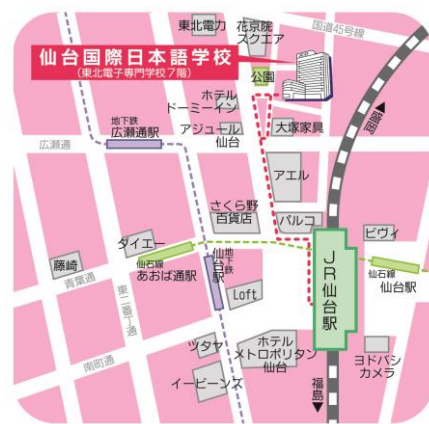 東北電力
花京院
スクエア
国道45号線
仙台国際日本語学校
(東北電子専門学校7階)
公園
ホテル
ドーミーイン
地下鉄
広瀬通駅
アジュール
仙台
大塚家具
▲盛岡
広瀬通
アエル
さくら野
百貨店
パルコ
ビヴィ
ダイエー
藤崎
仙石線
あおば通駅
地下鉄
仙台駅
JR仙台駅
仙石線
仙台駅
青葉通
東二番丁通
Loft
ツタヤ
ホテル
メトロポリタン
仙台
ヨドバシ
カメラ
南町通
イービーンズ
福島▼